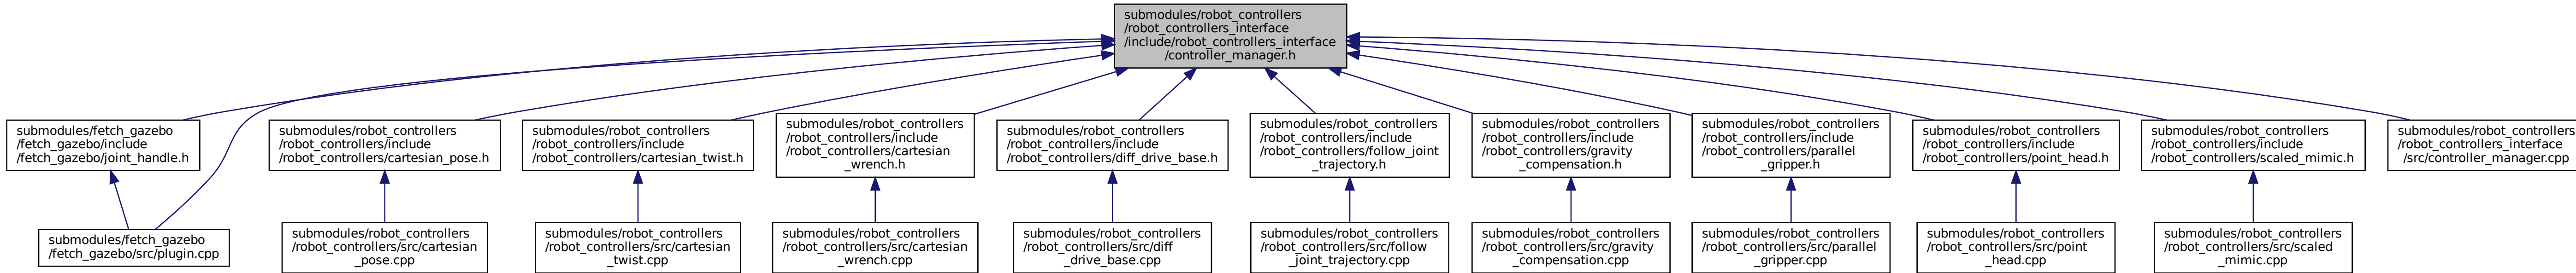 submodules/robot_controllers
/robot_controllers_interface
/include/robot_controllers_interface
/controller_manager.h
submodules/fetch_gazebo
/fetch_gazebo/include
/fetch_gazebo/joint_handle.h
submodules/robot_controllers
/robot_controllers/include
/robot_controllers/cartesian_pose.h
submodules/robot_controllers
/robot_controllers/include
/robot_controllers/cartesian_twist.h
submodules/robot_controllers
/robot_controllers/include
/robot_controllers/cartesian
_wrench.h
submodules/robot_controllers
/robot_controllers/include
/robot_controllers/diff_drive_base.h
submodules/robot_controllers
/robot_controllers/include
/robot_controllers/follow_joint
_trajectory.h
submodules/robot_controllers
/robot_controllers/include
/robot_controllers/gravity
_compensation.h
submodules/robot_controllers
/robot_controllers/include
/robot_controllers/parallel
_gripper.h
submodules/robot_controllers
/robot_controllers/include
/robot_controllers/point_head.h
submodules/robot_controllers
/robot_controllers/include
/robot_controllers/scaled_mimic.h
submodules/robot_controllers
/robot_controllers_interface
/src/controller_manager.cpp
submodules/fetch_gazebo
/fetch_gazebo/src/plugin.cpp
submodules/robot_controllers
/robot_controllers/src/cartesian
_pose.cpp
submodules/robot_controllers
/robot_controllers/src/cartesian
_twist.cpp
submodules/robot_controllers
/robot_controllers/src/cartesian
_wrench.cpp
submodules/robot_controllers
/robot_controllers/src/diff
_drive_base.cpp
submodules/robot_controllers
/robot_controllers/src/follow
_joint_trajectory.cpp
submodules/robot_controllers
/robot_controllers/src/gravity
_compensation.cpp
submodules/robot_controllers
/robot_controllers/src/parallel
_gripper.cpp
submodules/robot_controllers
/robot_controllers/src/point
_head.cpp
submodules/robot_controllers
/robot_controllers/src/scaled
_mimic.cpp